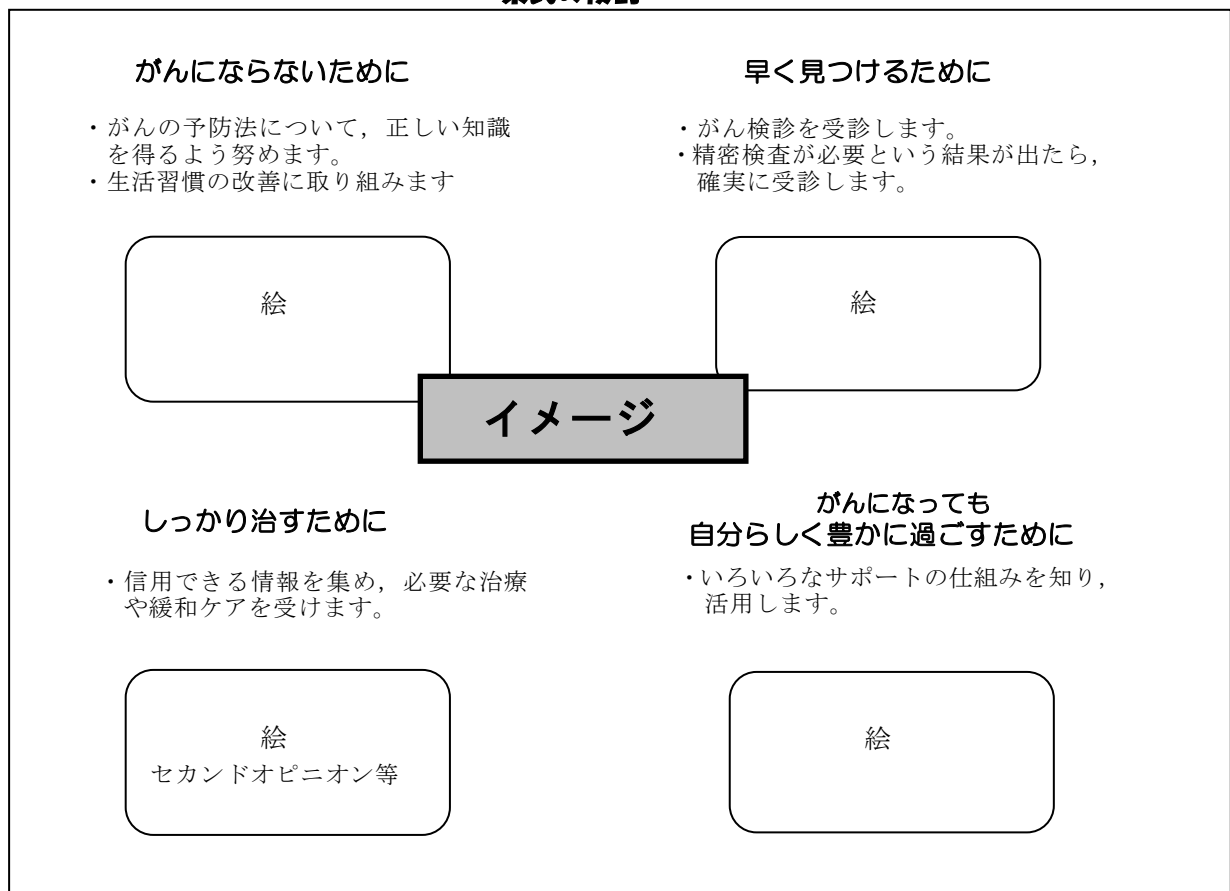 がんにならないために
・がんの予防法について，正しい知識
を得るよう努めます。
・生活習慣の改善に取り組みます
絵
早く見つけるために
・がん検診を受診します。
・精密検査が必要という結果が出たら，
確実に受診します。
絵
イメージ
しっかり治すために
・信用できる情報を集め，必要な治療
や緩和ケアを受けます。
絵
セカンドオピニオン等
がんになっても
自分らしく豊かに過ごすために
・いろいろなサポートの仕組みを知り，
活用します。
絵